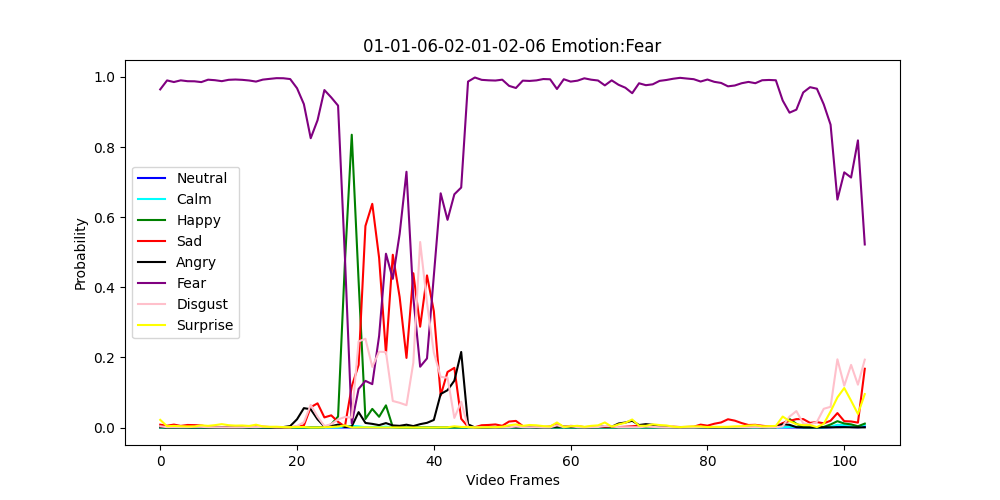 01-01-06-02-01-02-06 Emotion:Fear
1.0
0.8
0.6
0.4
0.2
0.0
Probability
Neutral
Calm
Happy
Sad
Angry
Fear
Disgust
Surprise
0 20 40 60 80 100
Video Frames